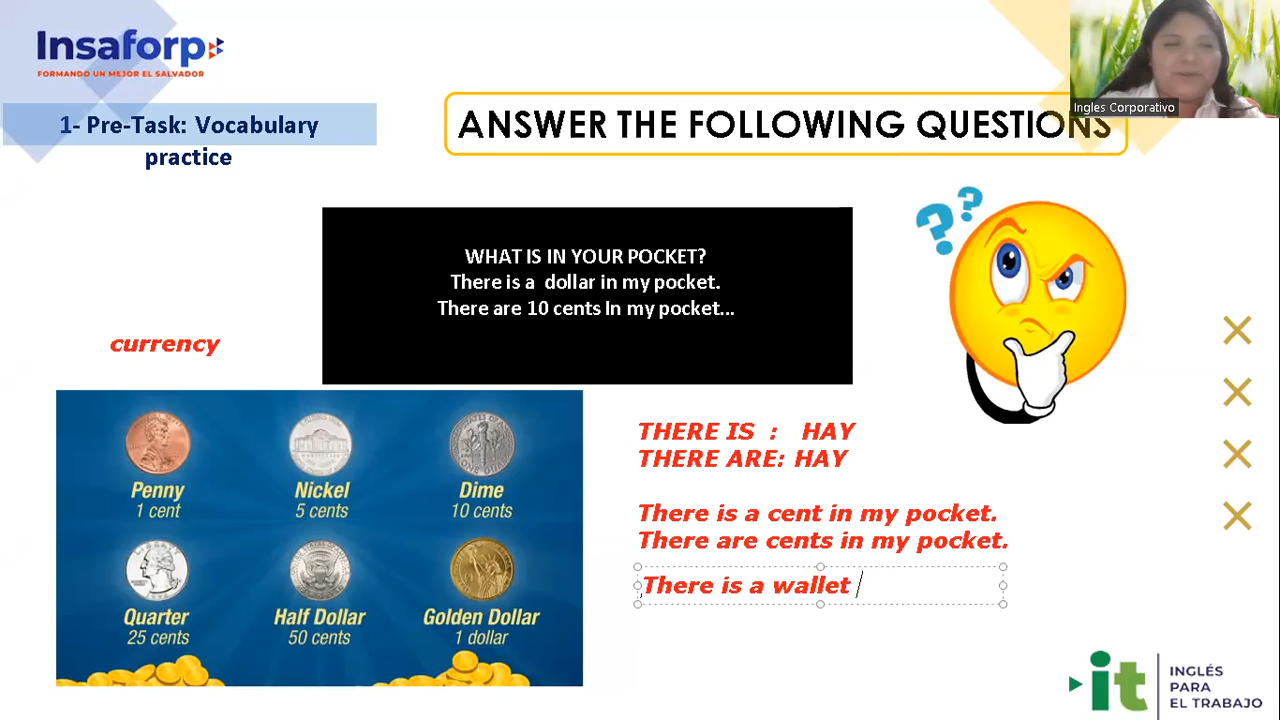 Insaforp
FORMANDO UN MEJOR EL SALVADOR
1- Pre-Task: Vocabulary
practice
ANSWER THE FOLLOWING QUESTIONS
Ingles Corporativo
WHAT IS IN YOUR POCKET?
There is a dollar in my pocket.
There are 10 cents In my pocket...
currency
Penny
1 cent
Nickel
5 cents
Dime
10 cents
Quarter
25 cents
Half Dollar
50 cents
Golden Dollar
1 dollar
THERE IS : HAY
THERE ARE: HAY
There is a cent in my pocket.
There are cents in my pocket.
There is a wallet
it
INGLÉS
PARA
EL TRABAJO